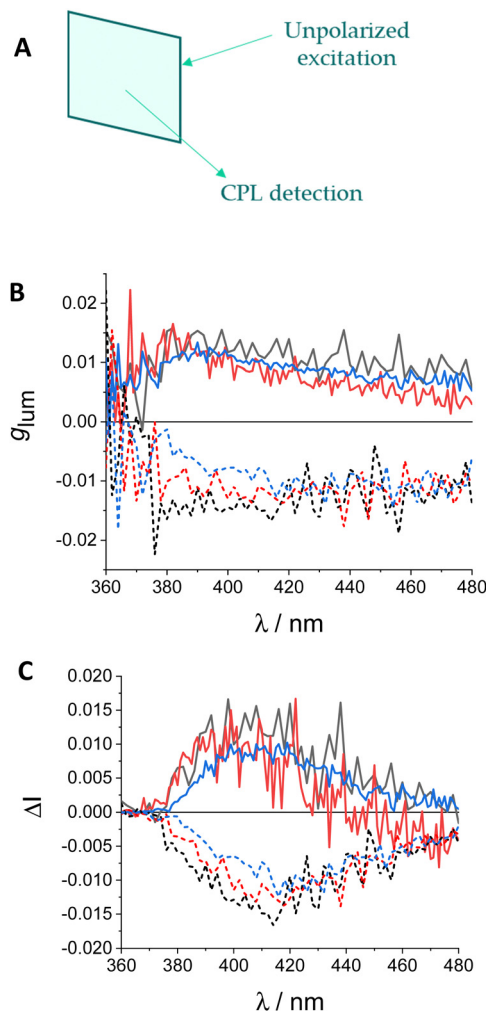 A
Unpolarized
excitation
CPL detection
B
0.02
0.01
0.00
-0.01
-0.02
glum
360 380 400 420 440 460 480
λ / nm
C
0.020
0.015
0.010
0.005
0.000
-0.005
-0.010
-0.015
-0.020
ΔI
360 380 400 420 440 460 480
λ / nm